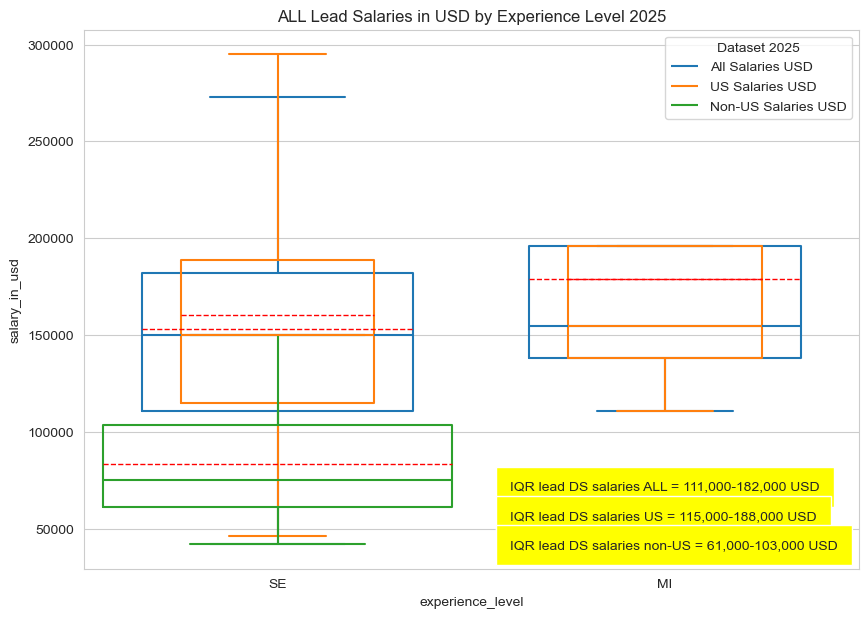 ALL Lead Salaries in USD by Experience Level 2025
300000
250000
200000
150000
100000
50000
salary_in_usd
Dataset 2025
All Salaries USD
US Salaries USD
Non-US Salaries USD
IQR lead DS salaries ALL = 111,000-182,000 USD
IQR lead DS salaries US = 115,000-188,000 USD
IQR lead DS salaries non-US = 61,000-103,000 USD
SE
MI
experience_level